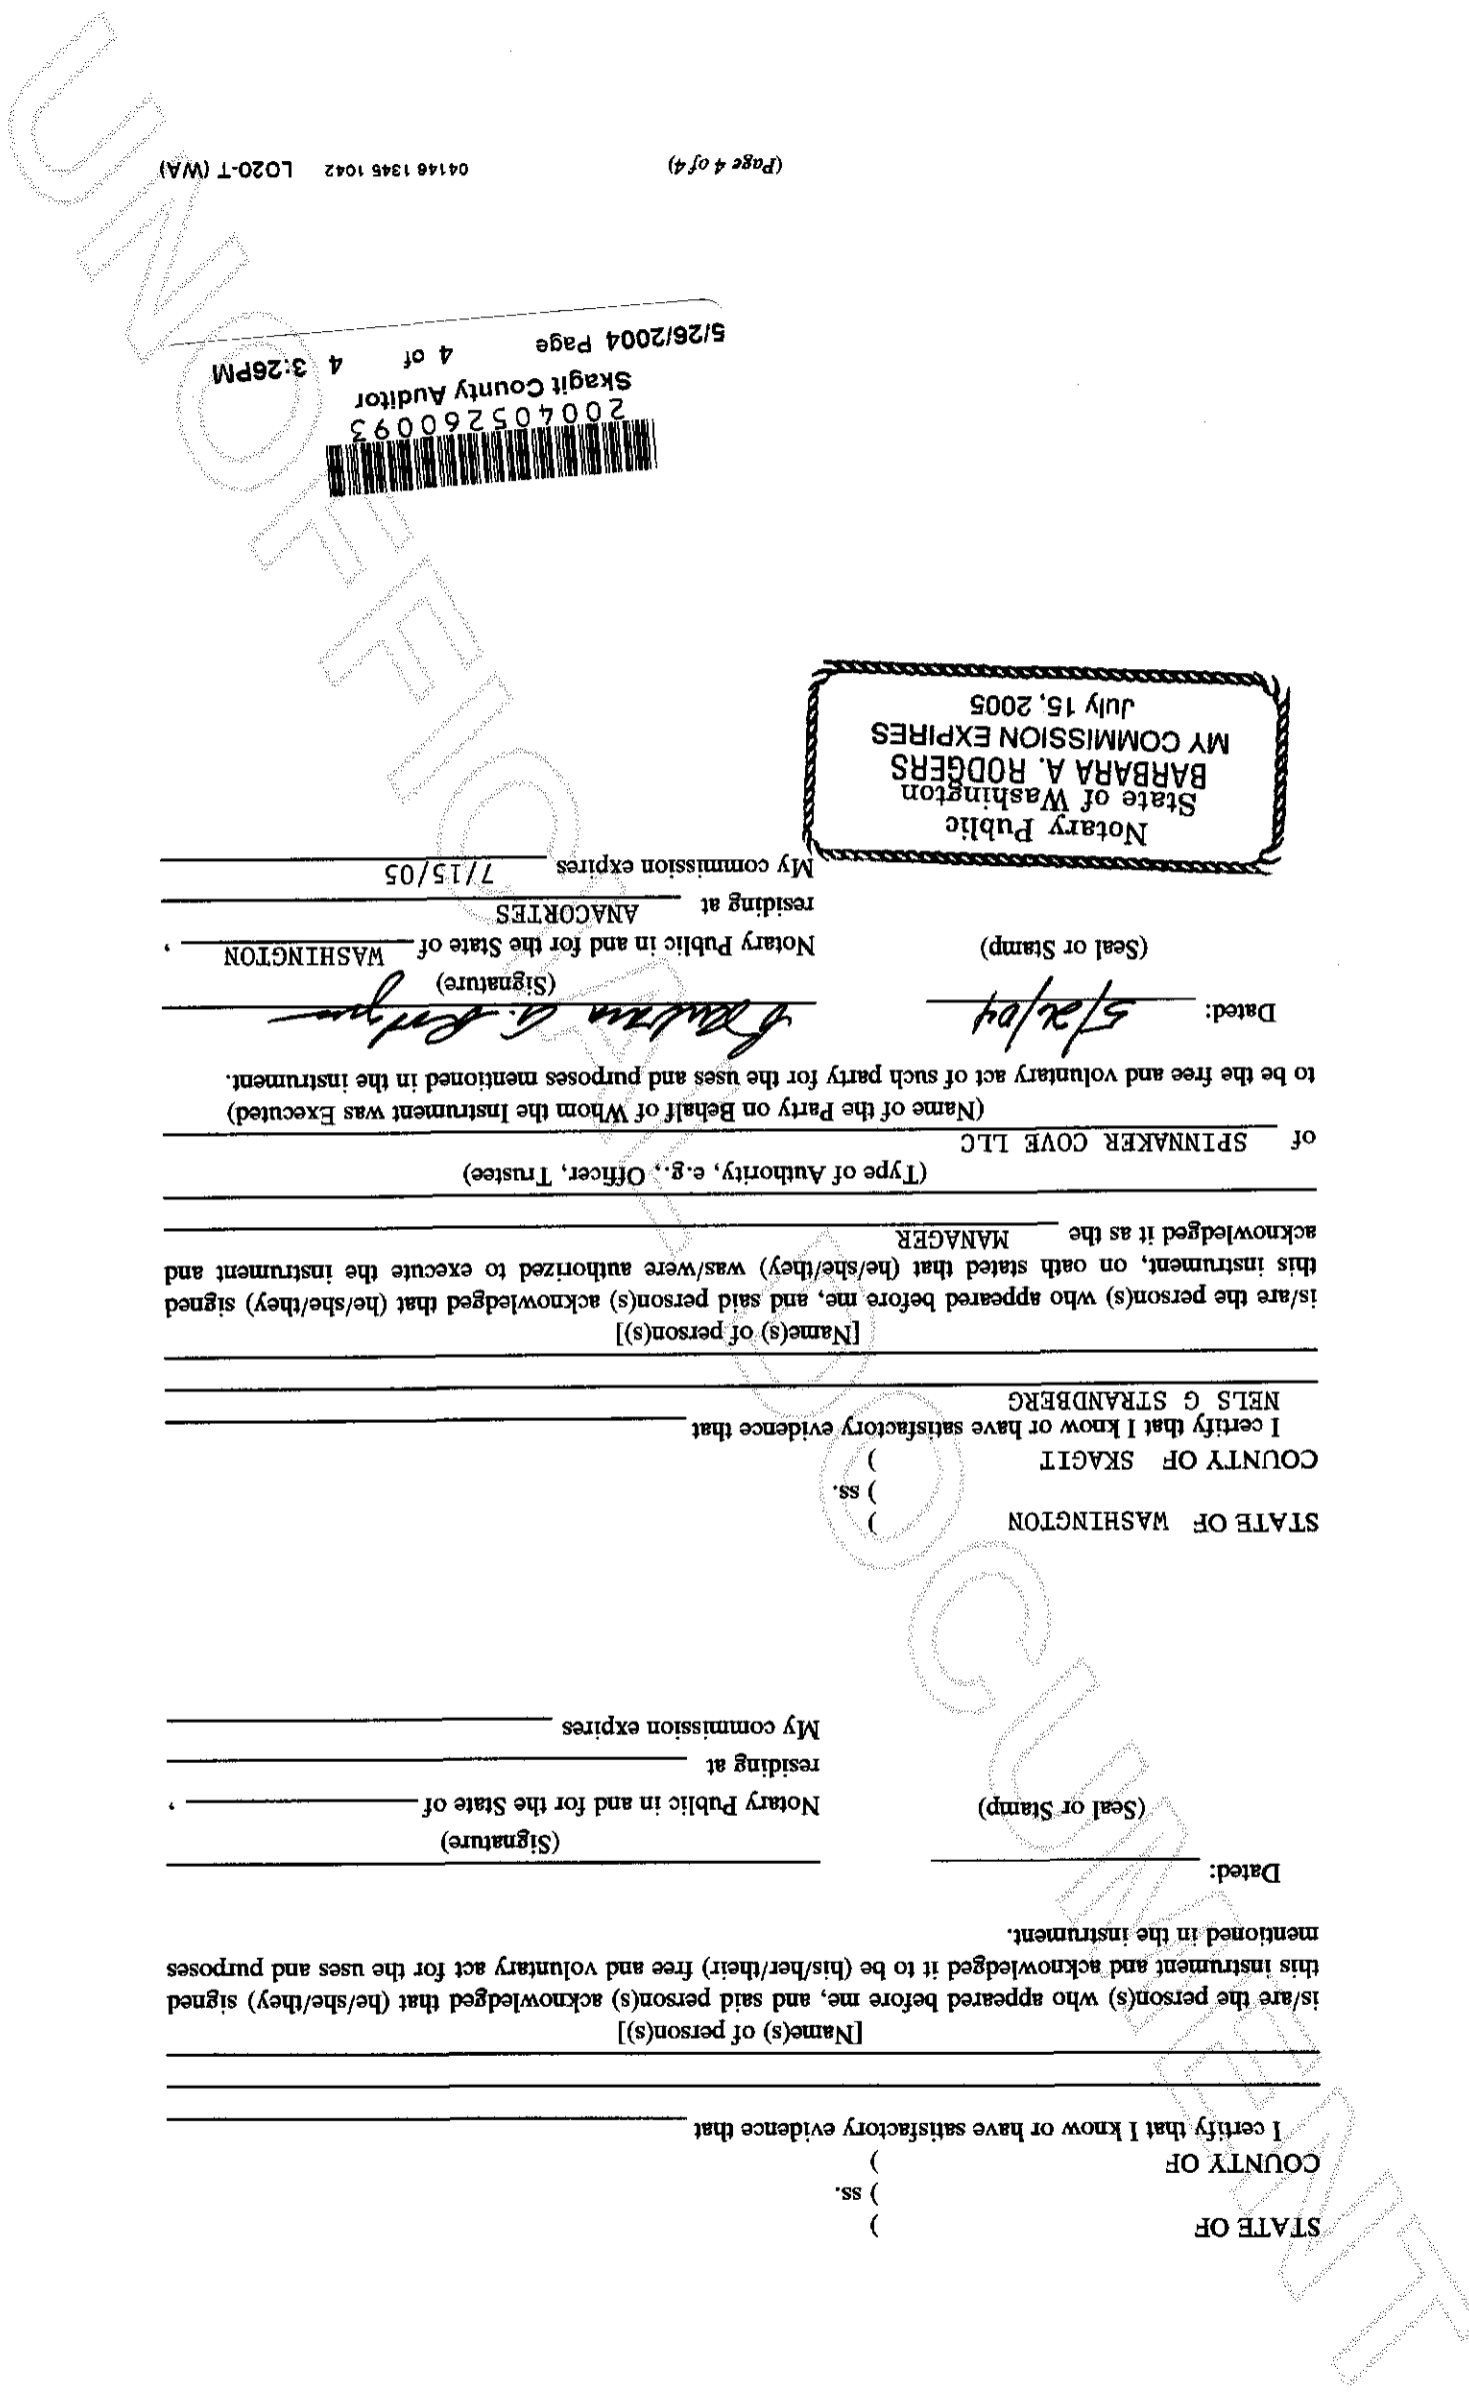 STATE OF )
) ss.
COUNTY OF )
I certify that I know or have satisfactory evidence that
[Name(s) of person(s)]
is/are the person(s) who appeared before me, and said person(s) acknowledged that (he/she/they) signed
this instrument and acknowledged it to be (his/her/their) free and voluntary act for the uses and purposes
mentioned in the instrument.
Dated:
(Signature)
(Seal or Stamp) Notary Public in and for the State of ,
residing at
My commission expires
STATE OF WASHINGTON )
) ss.
COUNTY OF SKAGIT )
I certify that I know or have satisfactory evidence that
NELS G STRANDBERG
[Name(s) of person(s)]
is/are the person(s) who appeared before me, and said person(s) acknowledged that (he/she/they) signed
this instrument, on oath stated that (he/she/they) was/were authorized to execute the instrument and
acknowledged it as the MANAGER
(Type of Authority, e.g., Officer, Trustee)
of SPINNAKER COVE LLC
(Name of the Party on Behalf of Whom the Instrument was Executed)
to be the free and voluntary act of such party for the uses and purposes mentioned in the instrument.
Dated: Barbara A. Rodgers
(Signature)
(Seal or Stamp) Notary Public in and for the State of WASHINGTON ,
residing at ANACORTES
My commission expires 7/15/05
Notary Public
State of Washington
BARBARA A. RODGERS
MY COMMISSION EXPIRES
July 15, 2005
200405260093
Skagit County Auditor
5/26/2004 Page 4 of 4 3:26PM
(Page 4 of 4) 04146 1345 1042 LO20-T (WA)
UNOFFICIAL DOCUMENT